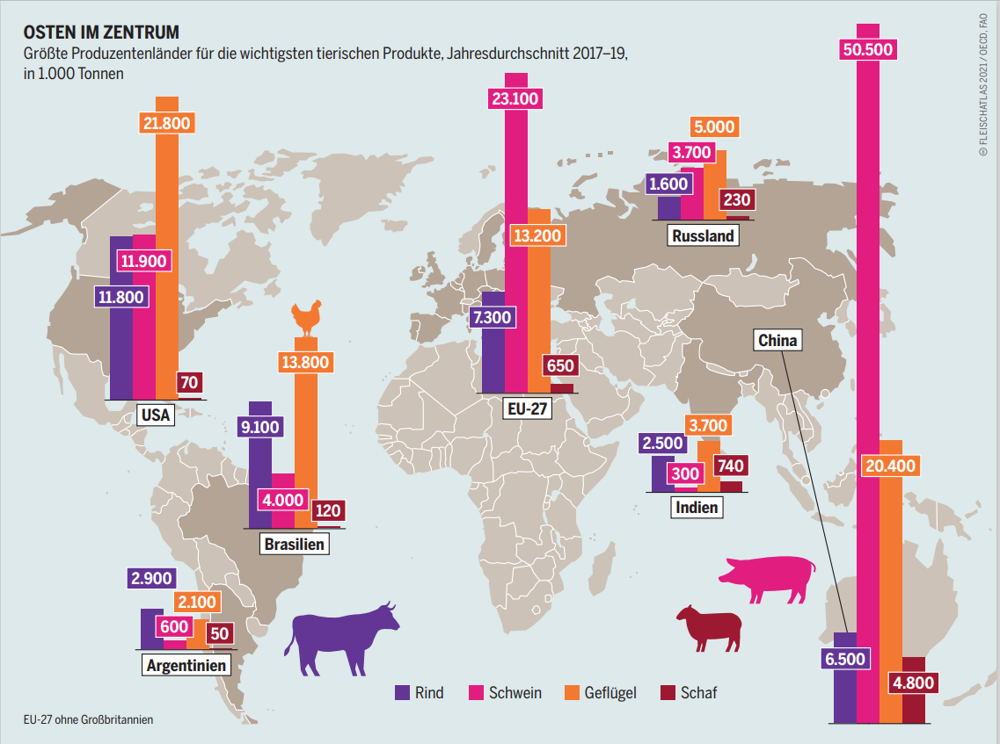 OSTEN IM ZENTRUM
Größte Produzentenländer für die wichtigsten tierischen Produkte, Jahresdurchschnitt 2017–19,
in 1.000 Tonnen
© FLEISCHATLAS 2021 / OECD, FAO
21.800
11.900
11.800
70
USA
13.800
9.100
4.000
120
Brasilien
2.900
2.100
600
50
Argentinien
23.100
13.200
7.300
650
EU-27
5.000
3.700
1.600
230
Russland
3.700
2.500
300
740
Indien
China
50.500
20.400
6.500
4.800
Rind
Schwein
Geflügel
Schaf
EU-27 ohne Großbritannien